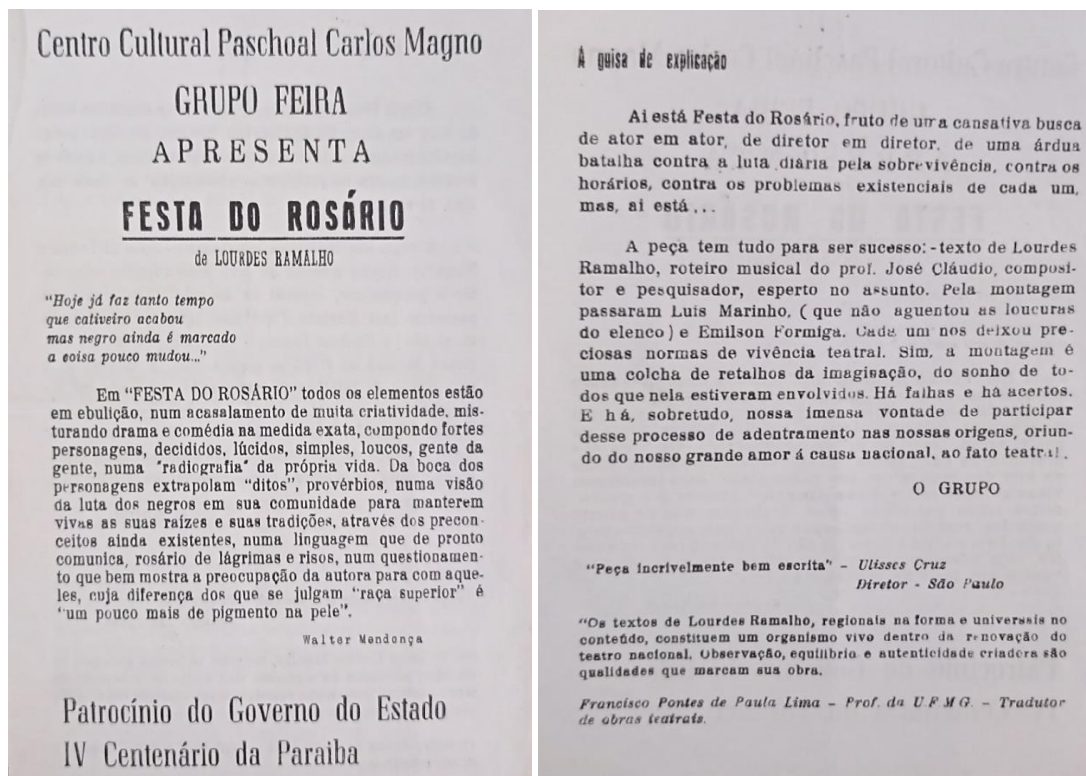 Centro Cultural Paschoal Carlos Magno
GRUPO FEIRA
APRESENTA
FESTA DO ROSÁRIO
de LOURDES RAMALHO
"Hoje já faz tanto tempo
que cativeiro acabou
mas negro ainda é marcado
a coisa pouco mudou..."
Em "FESTA DO ROSÁRIO" todos os elementos estão
em ebulição, num acasalamento de muita criatividade, mis-
turando drama e comédia na medida exata, compondo fortes
personagens, decididos, lúcidos, simples, loucos, gente da
gente, numa "radiografia" da própria vida. Da boca dos
personagens extrapolam "ditos", provérbios, numa visão
da luta dos negros em sua comunidade para manterem
vivas as suas raízes e suas tradições, através dos precon-
ceitos ainda existentes, numa linguagem que de pronto
comunica, rosário de lágrimas e risos, num questionamen-
to que bem mostra a preocupação da autora para com aque-
les, cuja diferença dos que se julgam "raça superior" é
"um pouco mais de pigmento na pele".
Walter Mendonça
Patrocínio do Governo do Estado
IV Centenário da Paraiba
A guisa de explicação
Ai está Festa do Rosário, fruto de uma cansativa busca
de ator em ator, de diretor em diretor, de uma árdua
batalha contra a luta diária pela sobrevivência, contra os
horários, contra os problemas existenciais de cada um,
mas, ai está...
A peça tem tudo para ser sucesso: - texto de Lourdes
Ramalho, roteiro musical do prof. José Cláudio, composi-
tor e pesquisador, esperto no assunto. Pela montagem
passaram Luís Marinho, (que não aguentou as loucuras
do elenco) e Emilson Formiga. Cada um nos deixou pre-
ciosas normas de vivência teatral. Sim, a montagem é
uma colcha de retalhos da imaginação, do sonho de to-
dos que nela estiveram envolvidos. Há falhas e há acertos.
E há, sobretudo, nossa imensa vontade de participar
desse processo de adentramento nas nossas origens, oriun-
do do nosso grande amor á causa nacional, ao fato teatral.
O GRUPO
"Peça incrivelmente bem escrita" - Ulisses Cruz
Diretor - São Paulo
"Os textos de Lourdes Ramalho, regionais na forma e universais no
conteúdo, constituem um organismo vivo dentro da renovação do
teatro nacional. Observação, equilíbrio e autenticidade criadora são
qualidades que marcam sua obra.
Francisco Pontes de Paula Lima - Prof. da U.F M G. - Tradutor
de obras teatrais.